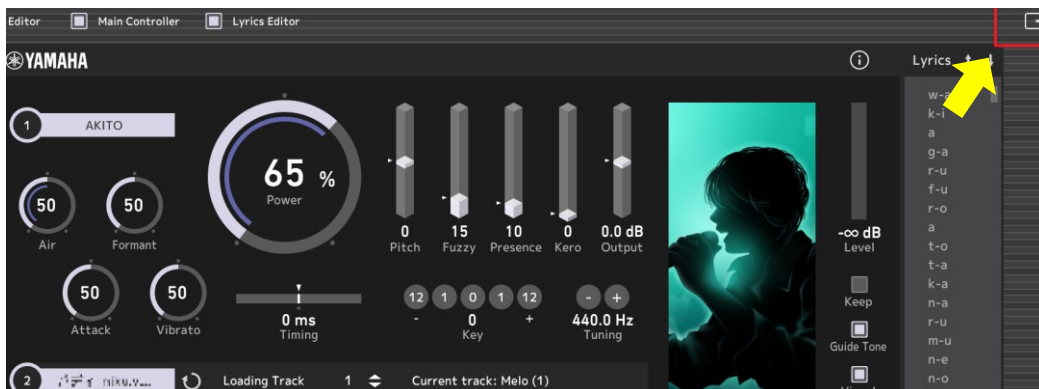 Editor Main Controller Lyrics Editor
YAMAHA
Lyrics
1 AKITO
65 %
Power
50
Air
50
Formant
50
Attack
50
Vibrato
0
Pitch
15
Fuzzy
10
Presence
0
Kero
0.0 dB
Output
0 ms
Timing
12 1 0 1 12
- 0 +
Key
- +
440.0 Hz
Tuning
-∞ dB
Level
Keep
Guide Tone
w-a
k-i
a
g-a
r-u
f-u
r-o
a
t-o
t-a
k-a
n-a
r-u
m-u
n-e
n-o
2
Loading Track 1 Current track: Melo (1)